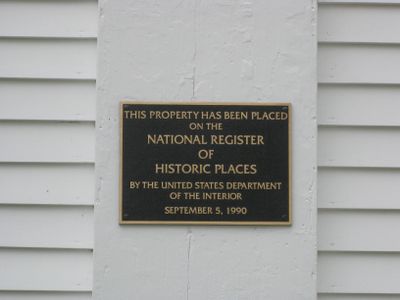 THIS PROPERTY HAS BEEN PLACED
ON THE
NATIONAL REGISTER
OF
HISTORIC PLACES
BY THE UNITED STATES DEPARTMENT
OF THE INTERIOR
SEPTEMBER 5, 1990